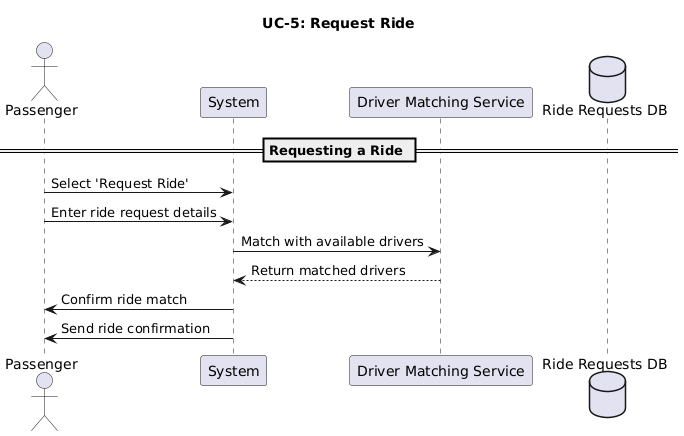 UC-5: Request Ride
Passenger
System
Driver Matching Service
Ride Requests DB
Requesting a Ride
Select 'Request Ride'
Enter ride request details
Match with available drivers
Return matched drivers
Confirm ride match
Send ride confirmation
Passenger
System
Driver Matching Service
Ride Requests DB